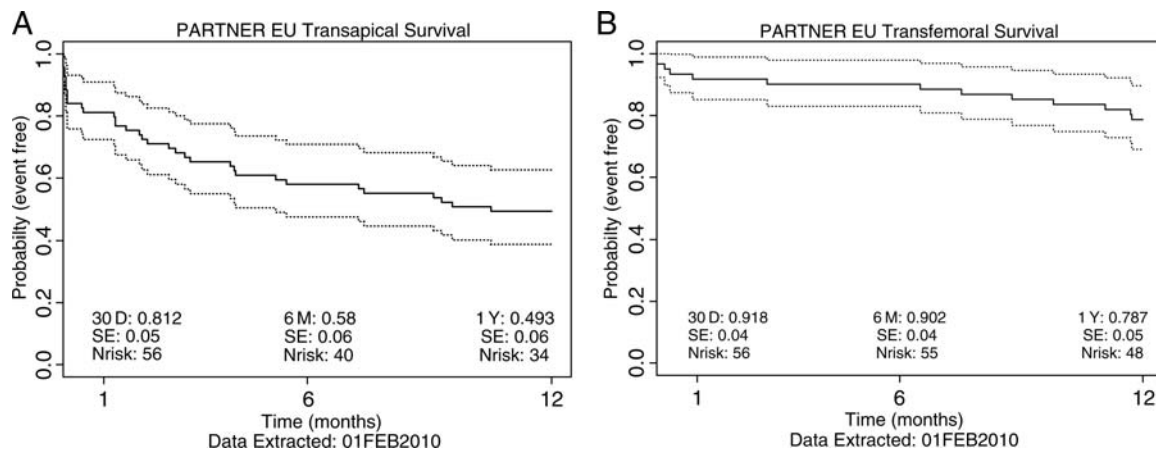 A
PARTNER EU Transapical Survival
Probabilty (event free)
1.0
0.8
0.6
0.4
0.2
0.0
30 D: 0.812
SE: 0.05
Nrisk: 56
6 M: 0.58
SE: 0.06
Nrisk: 40
1 Y: 0.493
SE: 0.06
Nrisk: 34
1
6
12
Time (months)
Data Extracted: 01FEB2010
B
PARTNER EU Transfemoral Survival
Probabilty (event free)
1.0
0.8
0.6
0.4
0.2
0.0
30 D: 0.918
SE: 0.04
Nrisk: 56
6 M: 0.902
SE: 0.04
Nrisk: 55
1 Y: 0.787
SE: 0.05
Nrisk: 48
1
6
12
Time (months)
Data Extracted: 01FEB2010